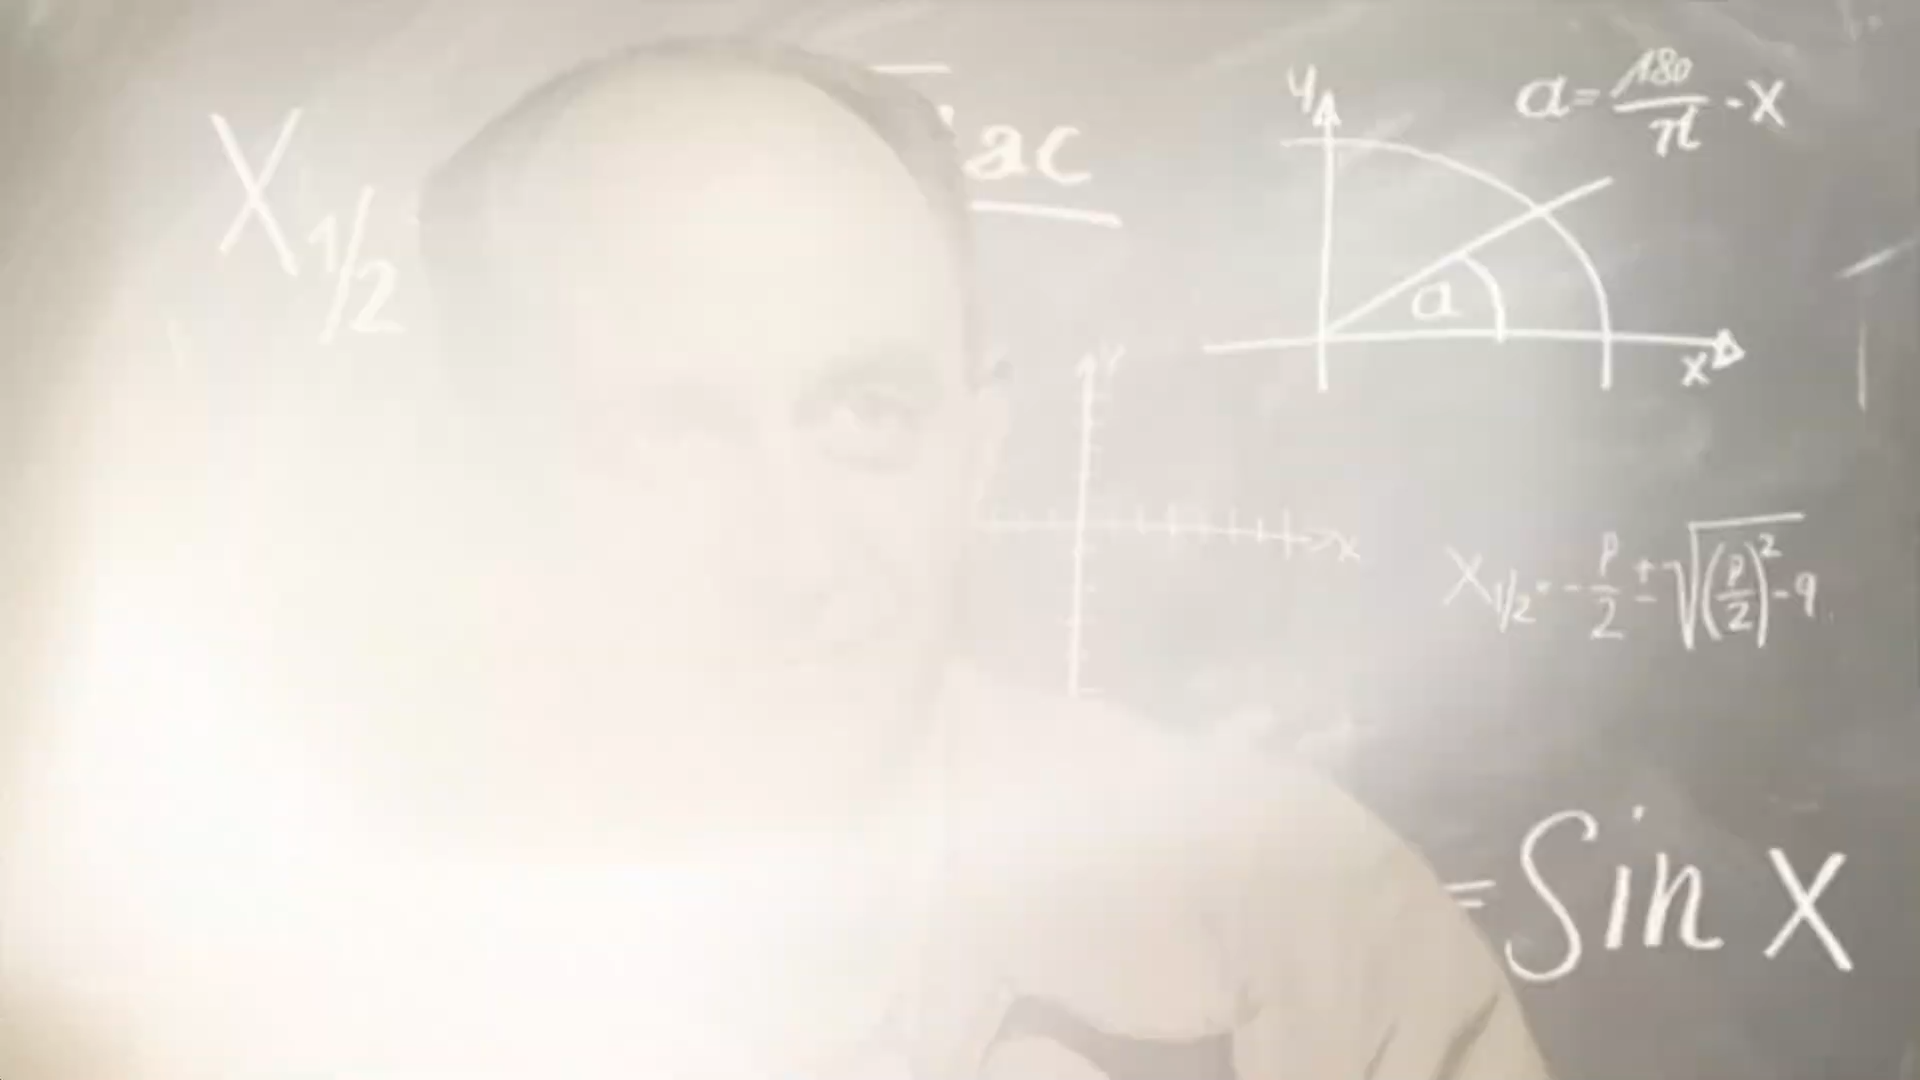 X1/2
ac
y
a = 180/π · x
a
x
y
x
X1/2 = -p/2 ± √(p/2)² - q
= Sin x